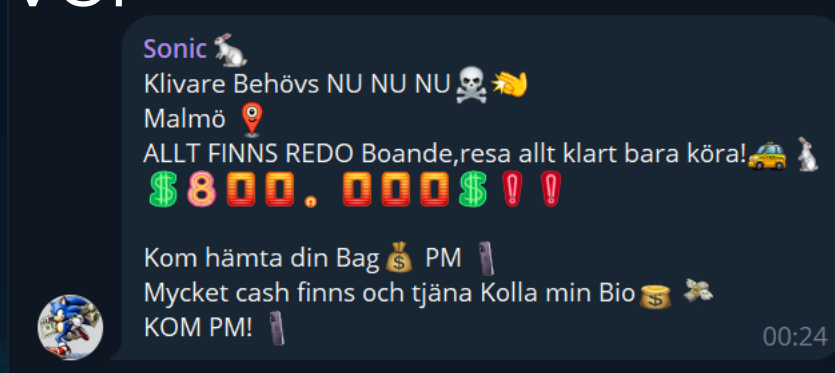 Sonic🐇
Klivare Behövs NU NU NU☠️👏
Malmö 📍
ALLT FINNS REDO Boande,resa allt klart bara köra!🚕 🐇
💲800. 000💲❗❗
Kom hämta din Bag💰 PM 📱
Mycket cash finns och tjäna Kolla min Bio💰 💸
KOM PM! 📱
00:24